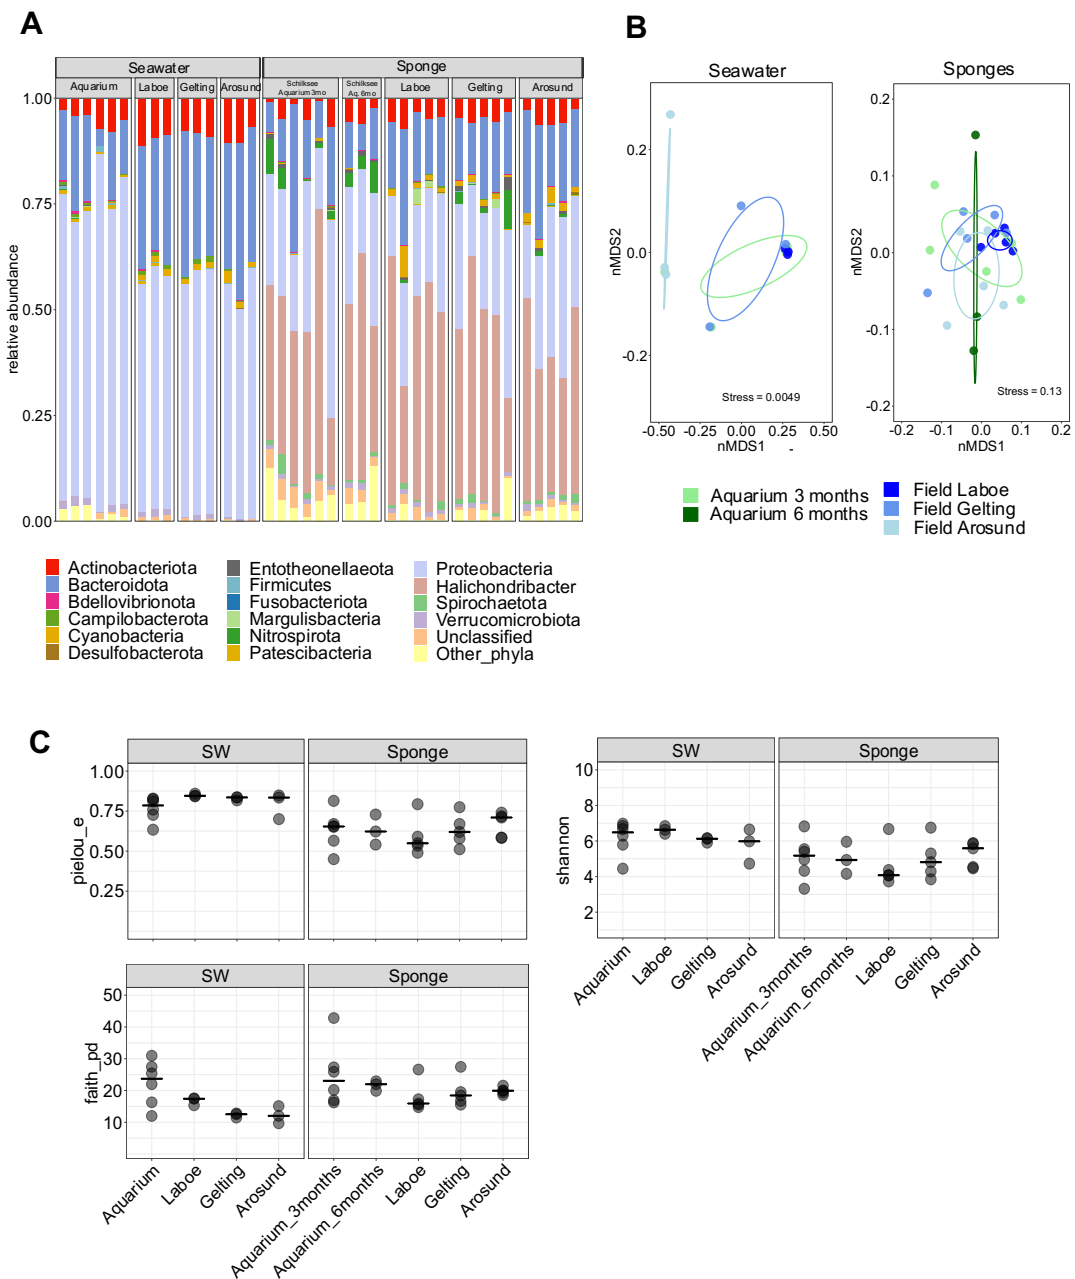 A
Seawater
Sponge
Aquarium
Laboe
Gelting
Arosund
Schilksee
Aquarium3mo
Schilksee
Aq. 6mo
Laboe
Gelting
Arosund
1.00
0.75
0.50
0.25
0.00
relative abundance
Actinobacteriota
Bacteroidota
Bdellovibrionota
Campilobacterota
Cyanobacteria
Desulfobacterota
Entotheonellaeota
Firmicutes
Fusobacteriota
Margulisbacteria
Nitrospirota
Patescibacteria
Proteobacteria
Halichondribacter
Spirochaetota
Verrucomicrobiota
Unclassified
Other_phyla
B
Seawater
0.2
0.0
-0.2
nMDS2
Stress = 0.0049
-0.50 -0.25 0.00 0.25 0.50
nMDS1
-
Sponges
0.2
0.1
0.0
-0.1
-0.2
nMDS2
Stress = 0.13
-0.2 -0.1 0.0 0.1 0.2
nMDS1
Aquarium 3 months
Aquarium 6 months
Field Laboe
Field Gelting
Field Arosund
C
SW
Sponge
1.00
0.75
0.50
0.25
pielou_e
SW
Sponge
10
8
6
4
2
shannon
Aquarium
Laboe
Gelting
Arosund
Aquarium_3months
Aquarium_6months
Laboe
Gelting
Arosund
SW
Sponge
50
40
30
20
10
faith_pd
Aquarium
Laboe
Gelting
Arosund
Aquarium_3months
Aquarium_6months
Laboe
Gelting
Arosund